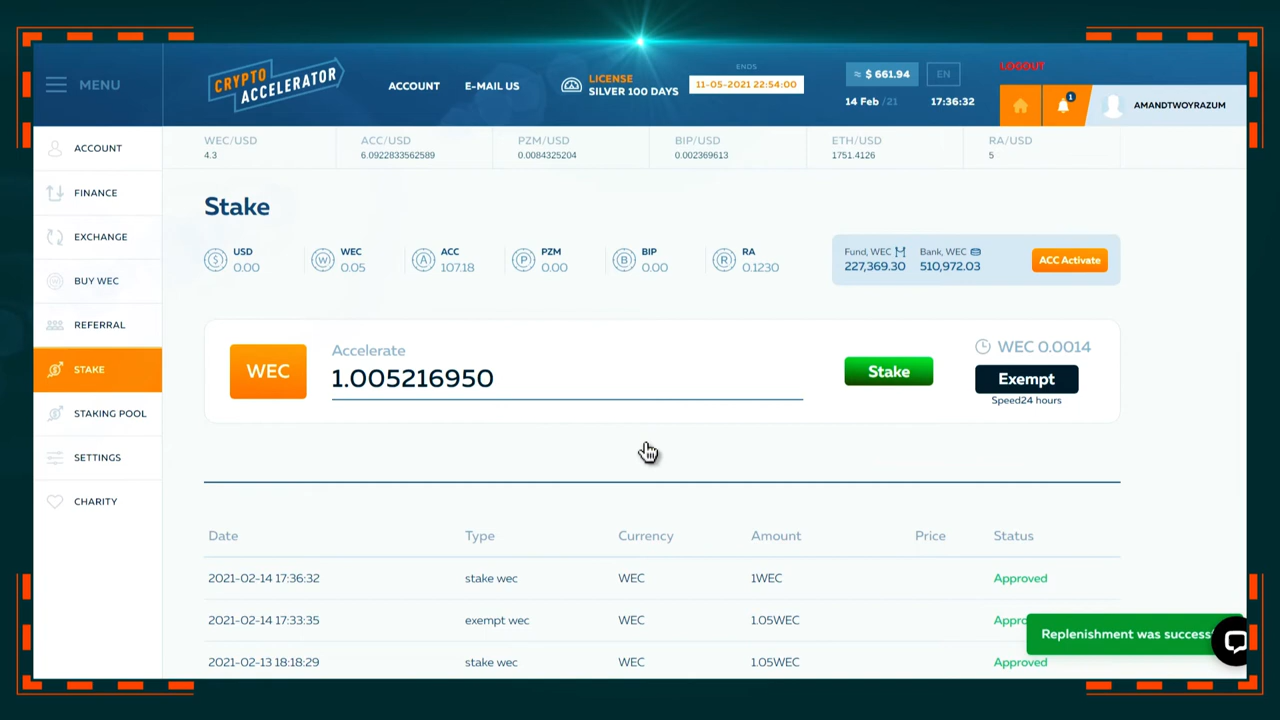 MENU
CRYPTO
ACCELERATOR
ACCOUNT
E-MAIL US
LICENSE
SILVER 100 DAYS
ENDS
11-05-2021 22:54:00
≈ $ 661.94
EN
14 Feb /21
17:36:32
LOGOUT
1
AMANDTWOYRAZUM
WEC/USD
4.3
ACC/USD
6.0922833562589
PZM/USD
0.0084325204
BIP/USD
0.002369613
ETH/USD
1751.4126
RA/USD
5
ACCOUNT
FINANCE
EXCHANGE
BUY WEC
REFERRAL
STAKE
STAKING POOL
SETTINGS
CHARITY
Stake
USD
0.00
WEC
0.05
ACC
107.18
PZM
0.00
BIP
0.00
RA
0.1230
Fund, WEC
227,369.30
Bank, WEC
510,972.03
ACC Activate
WEC
Accelerate
1.005216950
Stake
WEC 0.0014
Exempt
Speed24 hours
Date Type Currency Amount Price Status
2021-02-14 17:36:32 stake wec WEC 1WEC Approved
2021-02-14 17:33:35 exempt wec WEC 1.05WEC Appro
2021-02-13 18:18:29 stake wec WEC 1.05WEC Approved
Replenishment was success